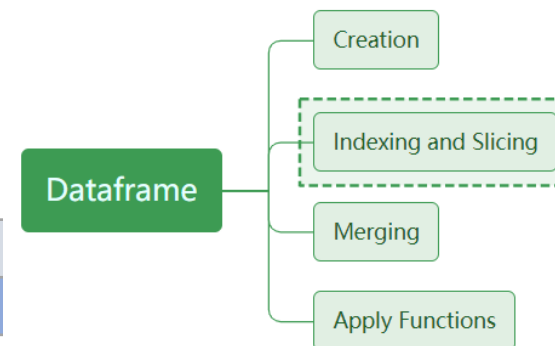 Creation
Indexing and Slicing
Dataframe
Merging
Apply Functions